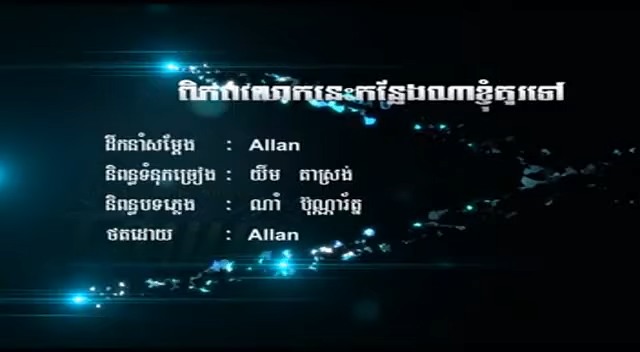 ពិភពលោកនេះកន្លែងណាខ្ញុំគួរទៅ
ដឹកនាំសម្ដែង : Allan
និពន្ធទំនុកច្រៀង : យឹម តាស្រង់
និពន្ធបទភ្លេង : ណាំ ប៊ុណ្ណារ័ត្ន
ថតដោយ : Allan